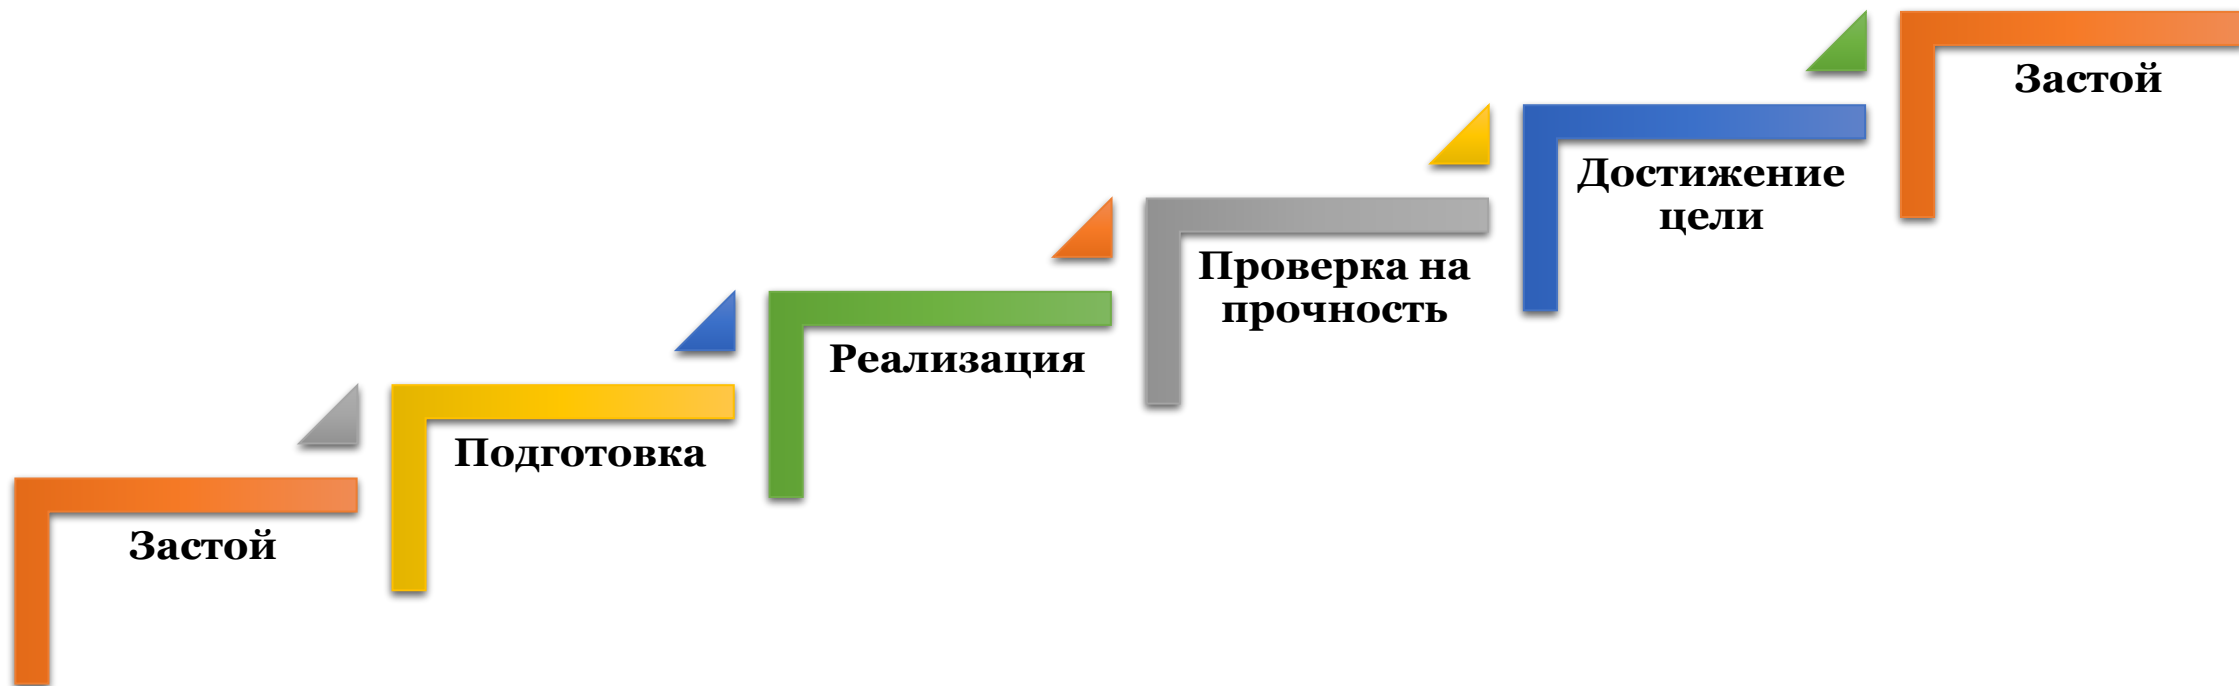 Застой
Подготовка
Реализация
Проверка на
прочность
Достижение
цели
Застой